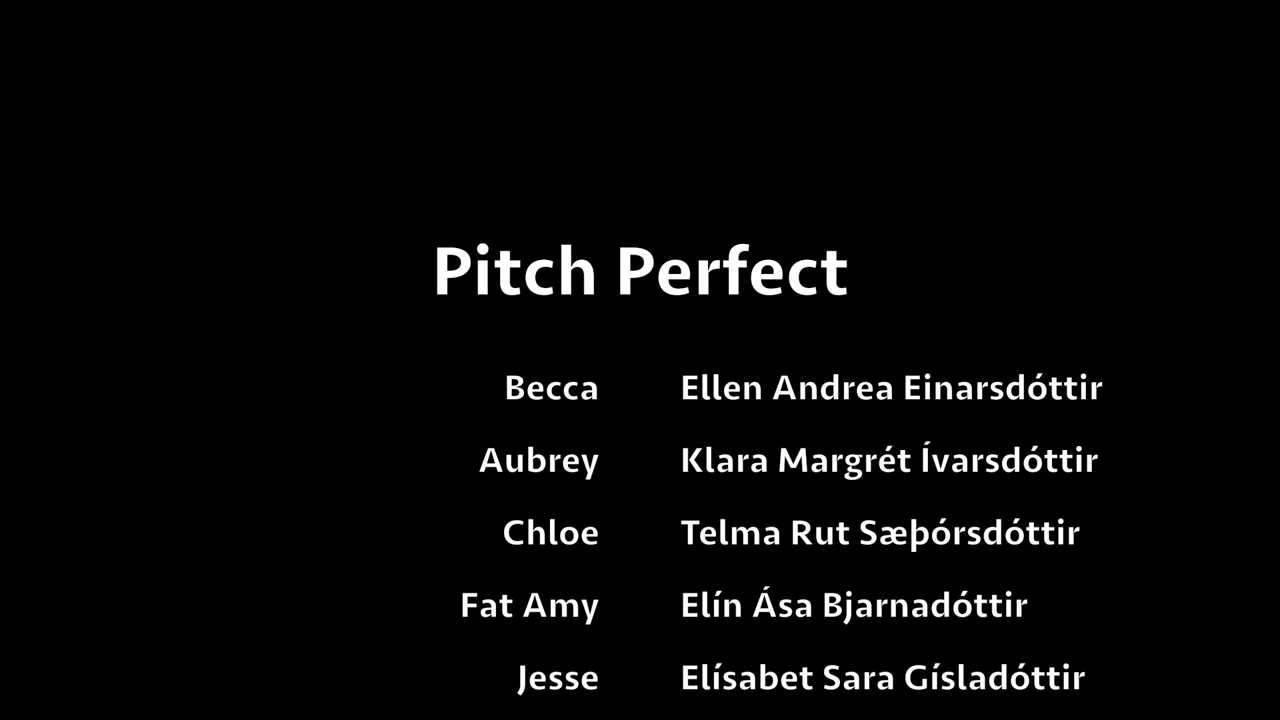 Pitch Perfect
Becca Ellen Andrea Einarsdóttir
Aubrey Klara Margrét Ívarsdóttir
Chloe Telma Rut Sæþórsdóttir
Fat Amy Elín Ása Bjarnadóttir
Jesse Elísabet Sara Gísladóttir